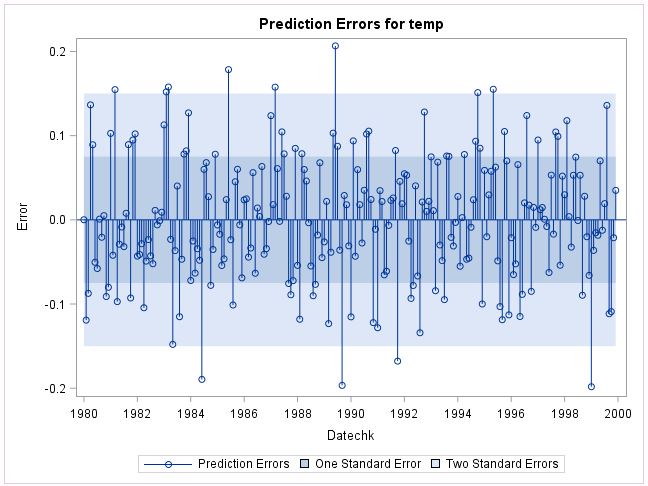 Prediction Errors for temp
0.2
0.1
0.0
-0.1
-0.2
Error
1980 1982 1984 1986 1988 1990 1992 1994 1996 1998 2000
Datechk
Prediction Errors One Standard Error Two Standard Errors